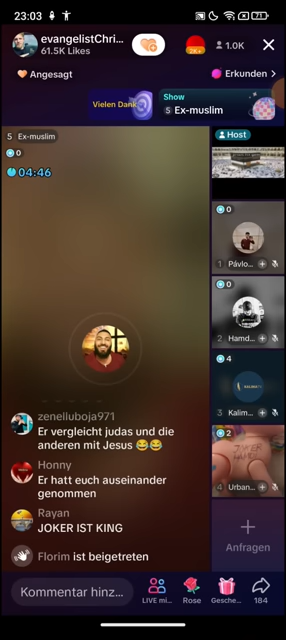 23:03
71
evangelistChri...
61.5K Likes
1.0K
Angesagt
Erkunden >
Vielen Dank
Show
5 Ex-muslim
5 Ex-muslim
0
04:46
Host
0
1 Pávlo...
0
2 Hamd...
4
3 Kalim...
2
4 Urban...
Anfragen
zenelluboja971
Er vergleicht judas und die
anderen mit Jesus 😂😂
Honny
Er hatt euch auseinander
genommen
Rayan
JOKER IST KING
Florim ist beigetreten
Kommentar hinz...
LIVE mi...
Rose
Gesche...
184